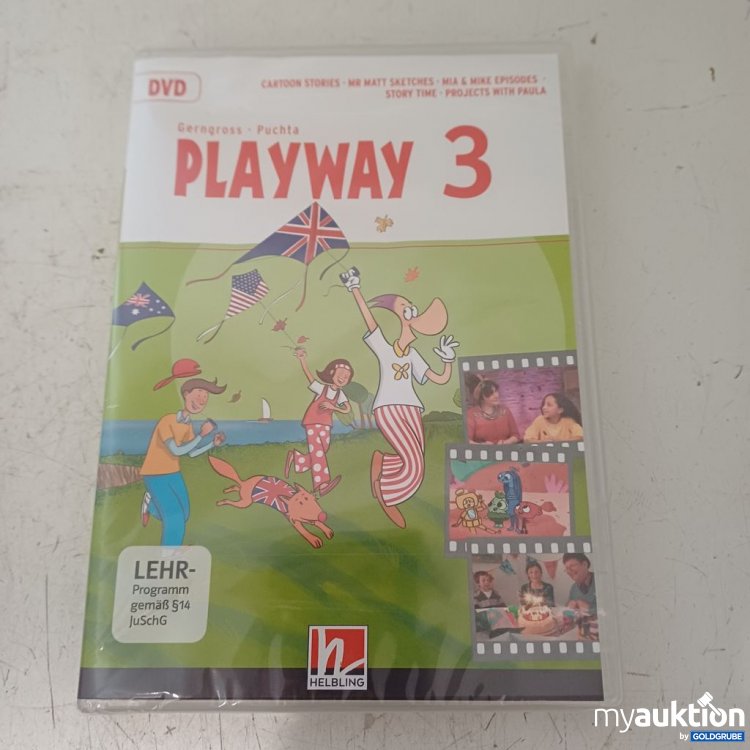 DVD
CARTOON STORIES · MR MATT SKETCHES · MIA & MIKE EPISODES ·
STORY TIME · PROJECTS WITH PAULA
Gerngross · Puchta
PLAYWAY 3
LEHR-
Programm
gemäß §14
JuSchG
h
HELBLING
myauktion
by GOLDGRUBE